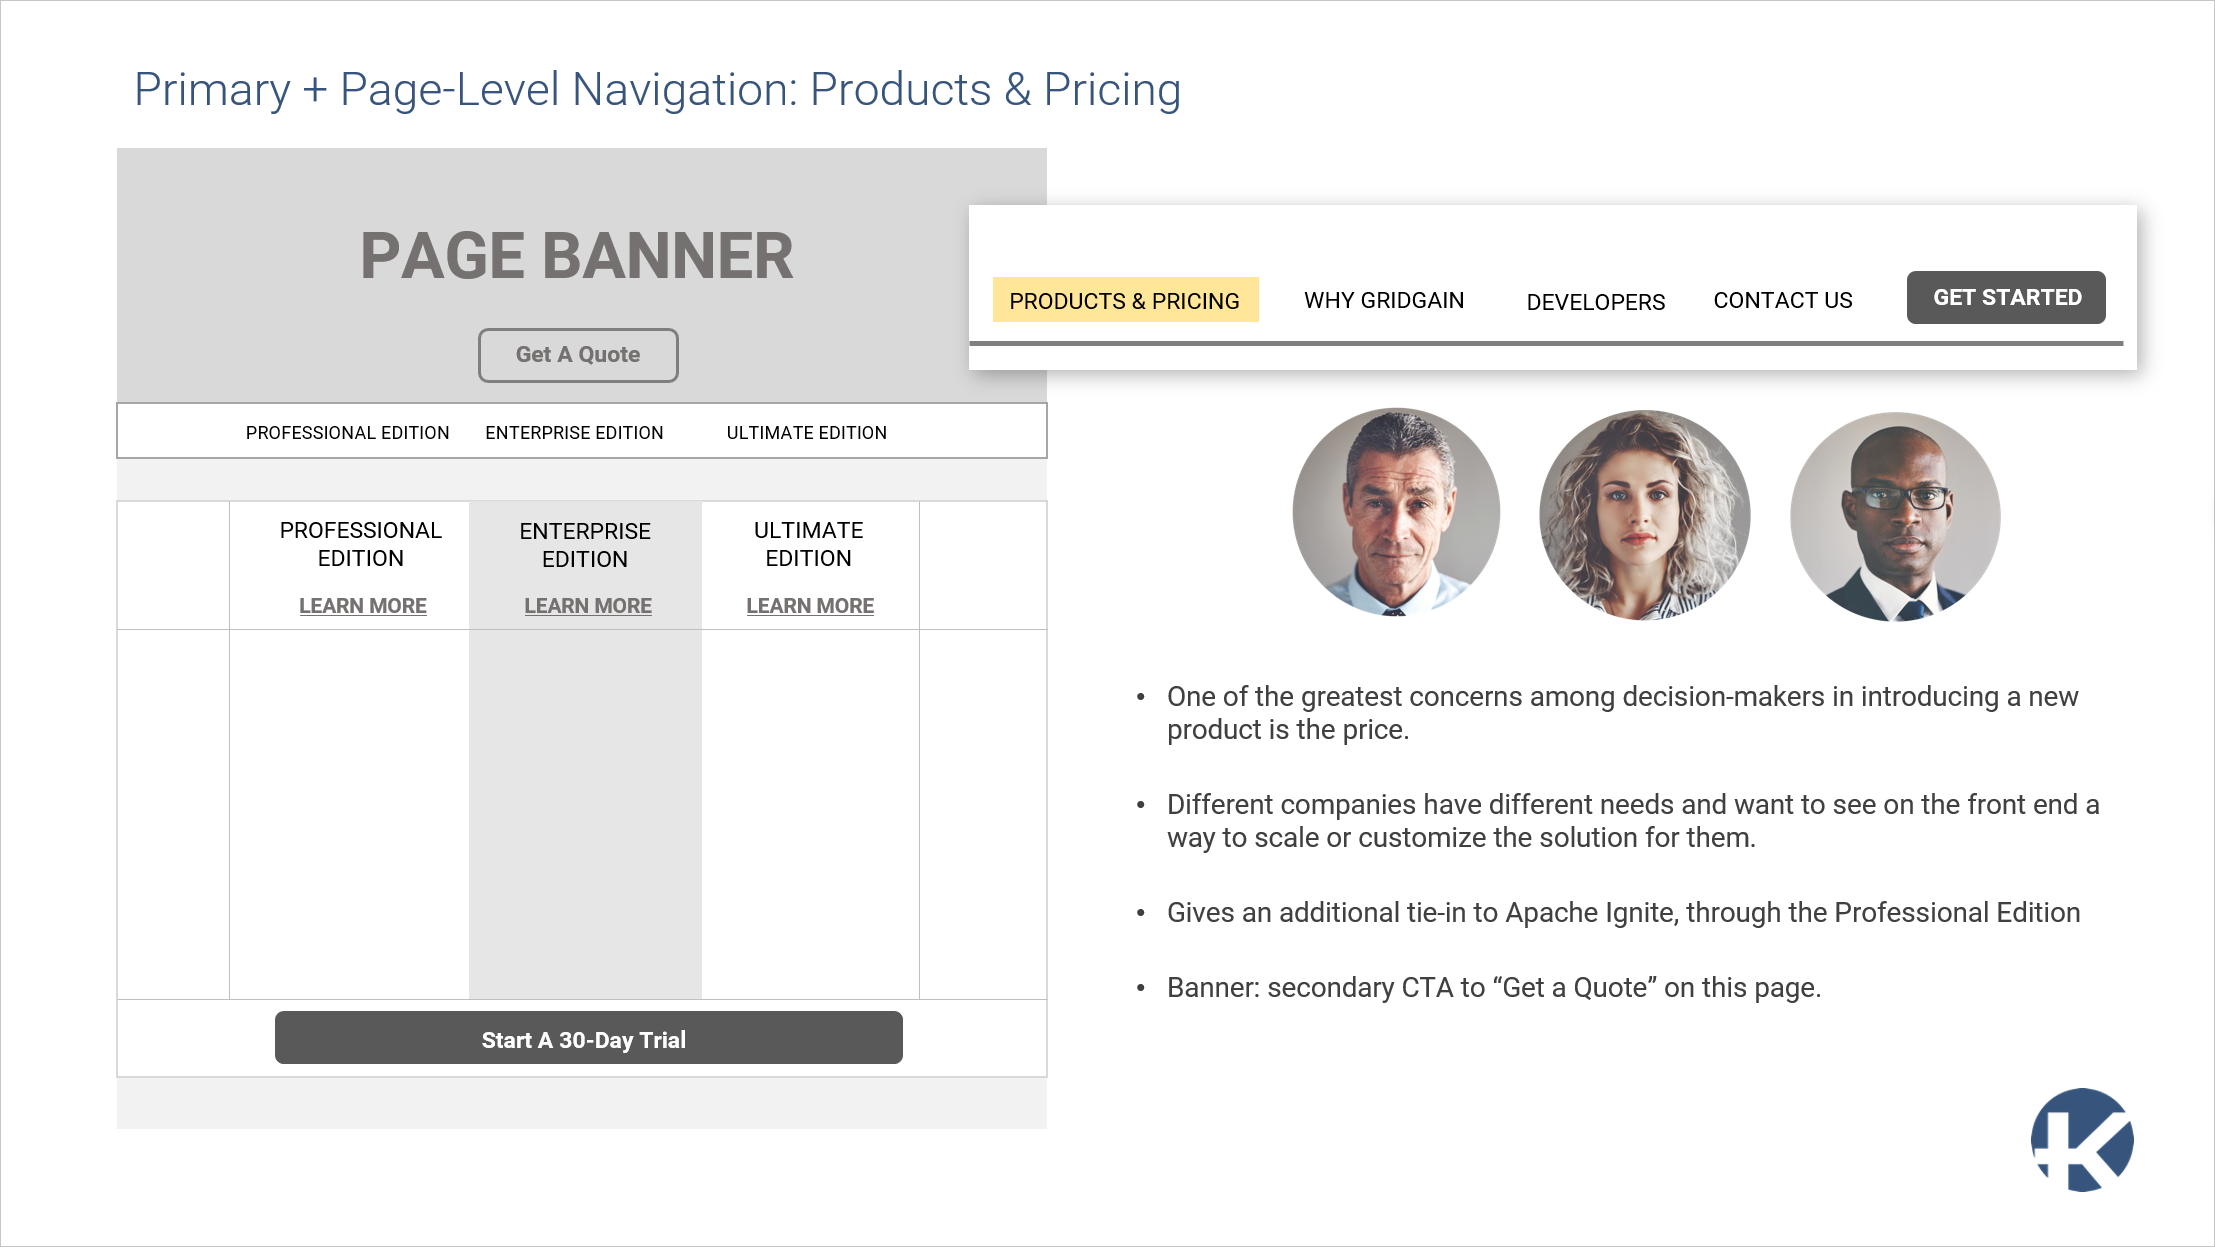 Primary + Page-Level Navigation: Products & Pricing
PAGE BANNER
Get A Quote
PRODUCTS & PRICING WHY GRIDGAIN DEVELOPERS CONTACT US GET STARTED
PROFESSIONAL EDITION ENTERPRISE EDITION ULTIMATE EDITION
PROFESSIONAL
EDITION
LEARN MORE
ENTERPRISE
EDITION
LEARN MORE
ULTIMATE
EDITION
LEARN MORE
Start A 30-Day Trial
• One of the greatest concerns among decision-makers in introducing a new
product is the price.
• Different companies have different needs and want to see on the front end a
way to scale or customize the solution for them.
• Gives an additional tie-in to Apache Ignite, through the Professional Edition
• Banner: secondary CTA to “Get a Quote” on this page.
K